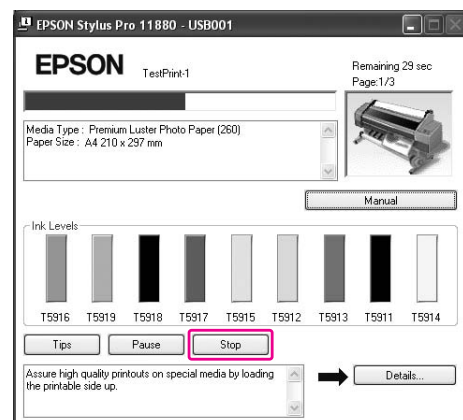 EPSON Stylus Pro 11880 - USB001
EPSON TestPrint-1
Remaining 29 sec
Page:1/3
Media Type : Premium Luster Photo Paper (260)
Paper Size : A4 210 x 297 mm
Manual
Ink Levels
T5916 T5919 T5918 T5917 T5915 T5912 T5913 T5911 T5914
Tips Pause Stop
Assure high quality printouts on special media by loading
the printable side up.
Details...